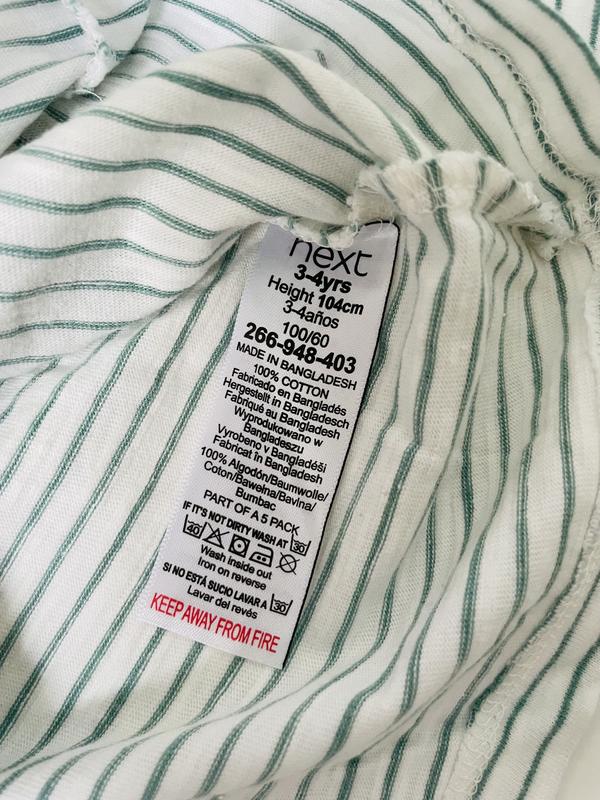 next
3-4yrs
Height 104cm
3-4años
100/60
266-948-403
MADE IN BANGLADESH
100% COTTON
Fabricado en Bangladés
Hergestellt in Bangladesch
Fabriqué au Bangladesh
Wyprodukowano w
Bangladeszu
Vyrobeno v Bangladéši
Fabricat în Bangladesh
100% Algodón/Baumwolle/
Coton/Bawełna/Bavlna/
Bumbac
PART OF A 5 PACK
IF IT'S NOT DIRTY WASH AT 30
40
Wash inside out
Iron on reverse
SI NO ESTÁ SUCIO LAVAR A 30
Lavar del revés
KEEP AWAY FROM FIRE